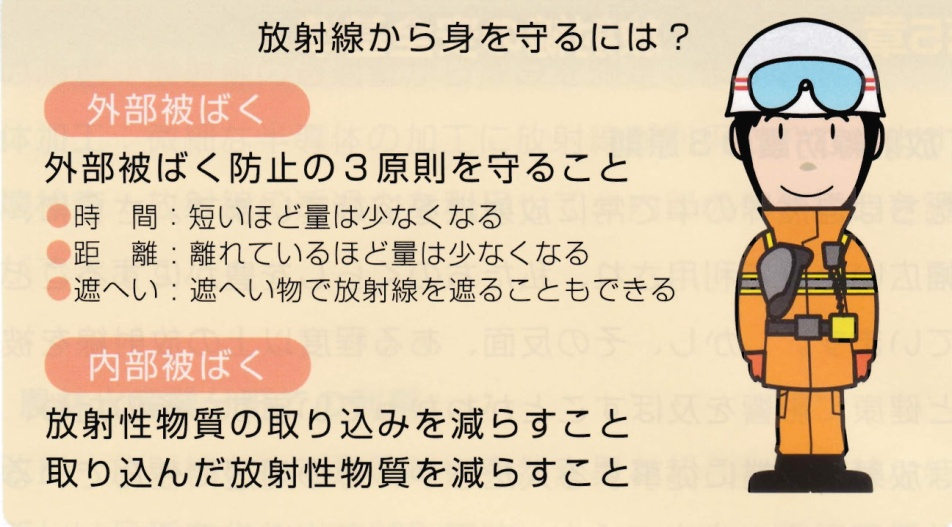 放射線から身を守るには？
外部被ばく
外部被ばく防止の３原則を守ること
●時　間：短いほど量は少なくなる
●距　離：離れているほど量は少なくなる
●遮へい：遮へい物で放射線を遮ることもできる
内部被ばく
放射性物質の取り込みを減らすこと
取り込んだ放射性物質を減らすこと